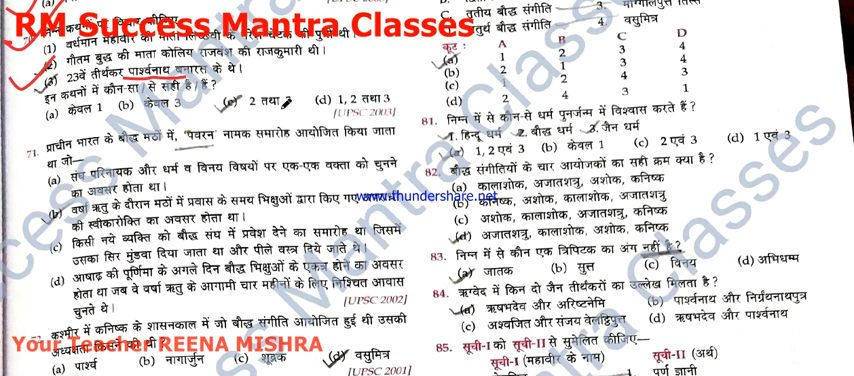 RM Success Mantra Classes
(1) वर्धमान महावीर की माता लिच्छवी के चेटक की पुत्री थी।
(2) गौतम बुद्ध की माता कोलिय राजवंश की राजकुमारी थी।
(3) 23वें तीर्थंकर पार्श्वनाथ बनारस के थे।
इन कथनों में कौन-सा/से सही है/हैं?
(a) केवल 1 (b) केवल 3 (c) 2 तथा 3 (d) 1, 2 तथा 3
[UPSC 2003]
71. प्राचीन भारत के बौद्ध मठों में, 'पवरन' नामक समारोह आयोजित किया जाता
था जो—
(a) संघ परिनायक और धर्म व विनय विषयों पर एक-एक वक्ता को चुनने
का अवसर होता था।
(b) वर्षा ऋतु के दौरान मठों में प्रवास के समय भिक्षुओं द्वारा किए गए
की स्वीकारोक्ति का अवसर होता था।
(c) किसी नये व्यक्ति को बौद्ध संघ में प्रवेश देने का समारोह था जिसमें
उसका सिर मुंडवा दिया जाता था और पीले वस्त्र दिये जाते थे।
(d) आषाढ़ की पूर्णिमा के अगले दिन बौद्ध भिक्षुओं के एकत्र होने का अवसर
होता था जब वे वर्षा ऋतु के आगामी चार महीनों के लिए निश्चित आवास
चुनते थे।
[UPSC 2002]
कश्मीर में कनिष्क के शासनकाल में जो बौद्ध संगीति आयोजित हुई थी उसकी
अध्यक्षता किसने की थी?
(a) पार्श्व (b) नागार्जुन (c) शूद्रक (d) वसुमित्र
[UPSC 2001]
Your Teacher REENA MISHRA
www.thundershare.net
C. तृतीय बौद्ध संगीति 3.
चतुर्थ बौद्ध संगीति 4. वसुमित्र
कूट : A B C D
(a) 1 2 3 4
(b) 2 1 3 4
(c) 1 2 4 3
(d) 2 4 3 1
81. निम्न में से कौन-से धर्म पुनर्जन्म में विश्वास करते हैं?
1. हिन्दू धर्म 2. बौद्ध धर्म 3. जैन धर्म
(a) 1, 2 एवं 3 (b) केवल 1 (c) 2 एवं 3 (d) 1 एवं 3
82. बौद्ध संगीतियों के चार आयोजकों का सही क्रम क्या है?
(a) कालाशोक, अजातशत्रु, अशोक, कनिष्क
(b) कनिष्क, अशोक, कालाशोक, अजातशत्रु
(c) अशोक, कालाशोक, अजातशत्रु, कनिष्क
(d) अजातशत्रु, कालाशोक, अशोक, कनिष्क
83. निम्न में से कौन एक त्रिपिटक का अंग नहीं है?
(a) जातक (b) सुत्त (c) विनय (d) अभिधम्म
84. ऋग्वेद में किन दो जैन तीर्थंकरों का उल्लेख मिलता है?
(a) ऋषभदेव और अरिष्टनेमि (b) पार्श्वनाथ और निर्ग्रंथनाथपुत्र
(c) अश्वजित और संजय वेलट्ठिपुत्त (d) ऋषभदेव और पार्श्वनाथ
85. सूची-I को सूची-II से सुमेलित कीजिए—
सूची-I (महावीर के नाम) सूची-II (अर्थ)
पूर्ण ज्ञानी